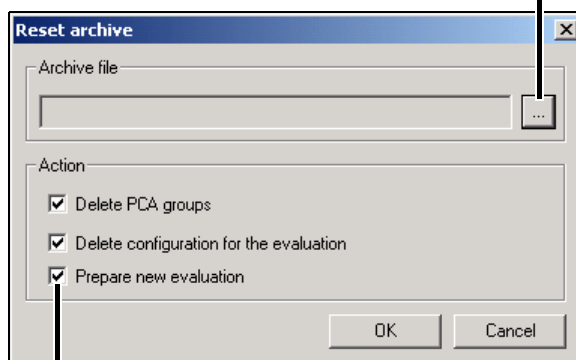 Reset archive
Archive file
...
Action
Delete PCA groups
Delete configuration for the evaluation
Prepare new evaluation
OK Cancel